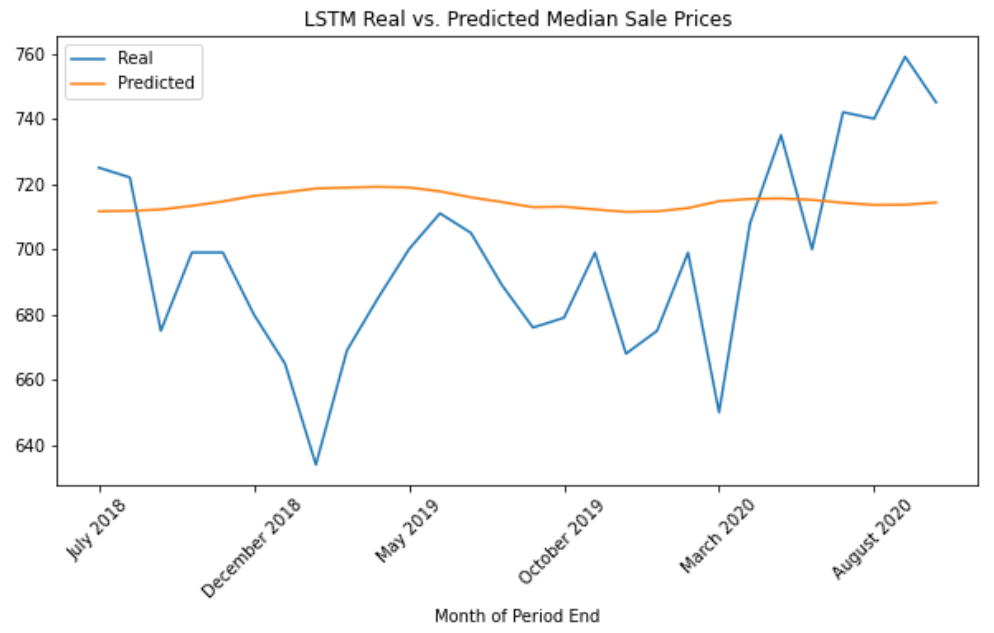 LSTM Real vs. Predicted Median Sale Prices
Real
Predicted
760
740
720
700
680
660
640
July 2018
December 2018
May 2019
October 2019
March 2020
August 2020
Month of Period End